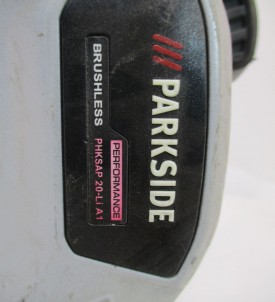 PARKSIDE
PERFORMANCE
BRUSHLESS PHKSAP 20-Li A1